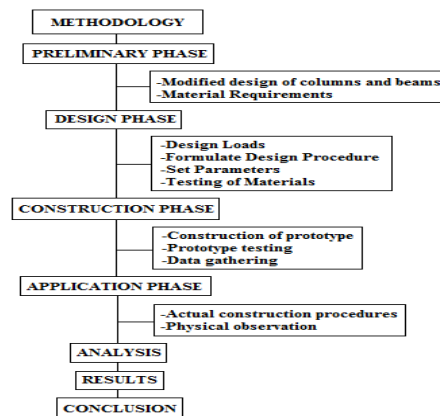 METHODOLOGY
PRELIMINARY PHASE
-Modified design of columns and beams
-Material Requirements
DESIGN PHASE
-Design Loads
-Formulate Design Procedure
-Set Parameters
-Testing of Materials
CONSTRUCTION PHASE
-Construction of prototype
-Prototype testing
-Data gathering
APPLICATION PHASE
-Actual construction procedures
-Physical observation
ANALYSIS
RESULTS
CONCLUSION